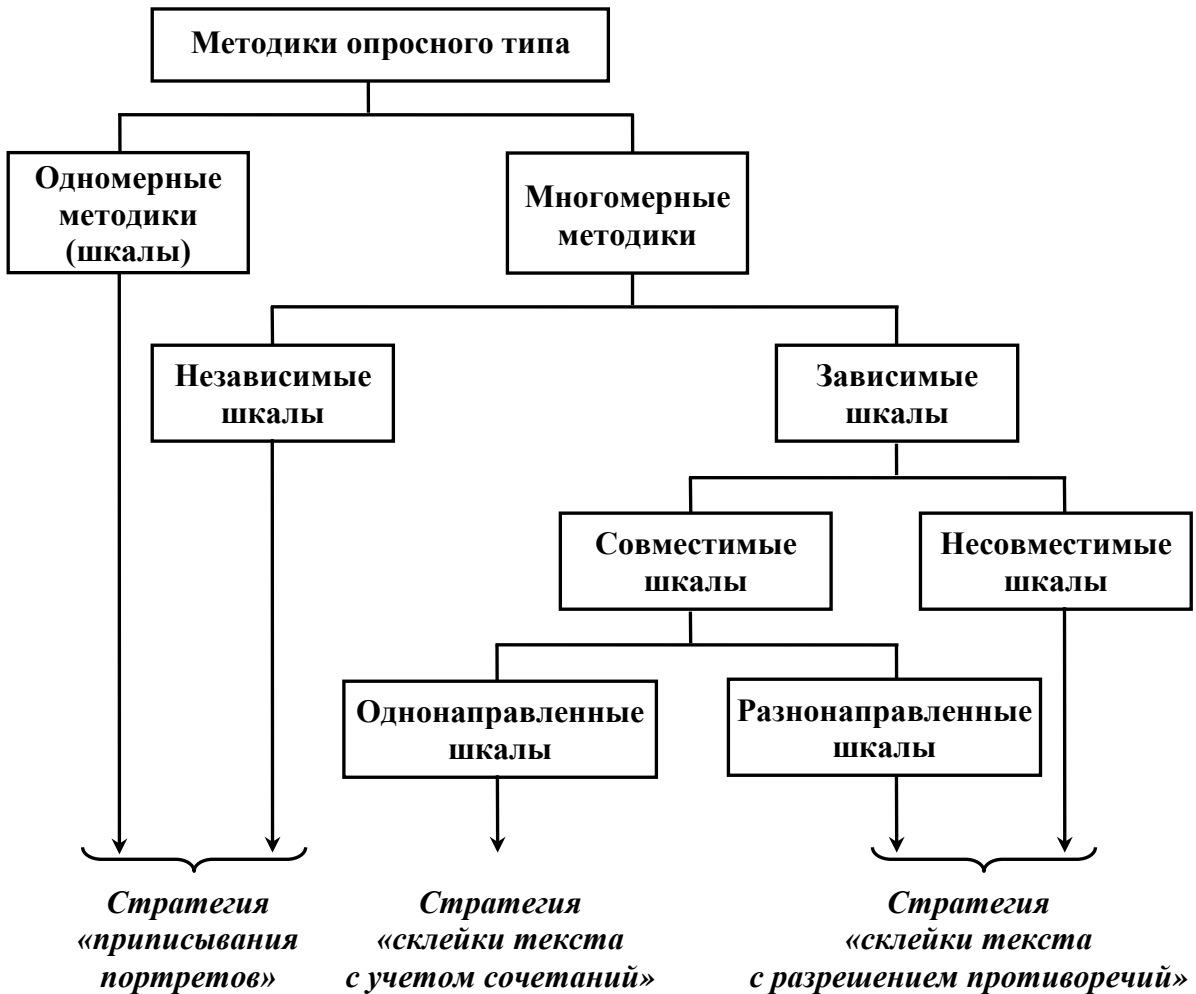 Методики опросного типа
Одномерные
методики
(шкалы)
Многомерные
методики
Независимые
шкалы
Зависимые
шкалы
Совместимые
шкалы
Несовместимые
шкалы
Однонаправленные
шкалы
Разнонаправленные
шкалы
Стратегия
«приписывания
портретов»
Стратегия
«склейки текста
с учетом сочетаний»
Стратегия
«склейки текста
с разрешением противоречий»